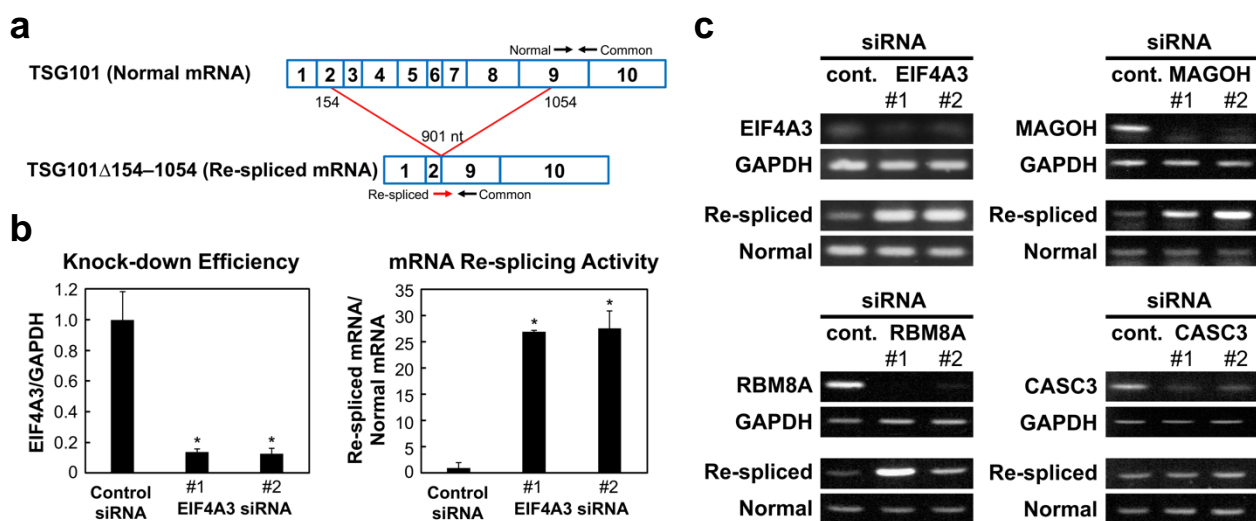 a
Normal Common
TSG101 (Normal mRNA) 1 2 3 4 5 6 7 8 9 10
154 1054
901 nt
TSG101Δ154–1054 (Re-spliced mRNA) 1 2 9 10
Re-spliced Common
b
Knock-down Efficiency
EIF4A3/GAPDH
1.2
1.0
0.8
0.6
0.4
0.2
0
* *
Control siRNA
#1 #2
EIF4A3 siRNA
mRNA Re-splicing Activity
Re-spliced mRNA/
Normal mRNA
35
30
25
20
15
10
5
0
* *
Control siRNA
#1 #2
EIF4A3 siRNA
c
siRNA
cont. EIF4A3
#1 #2
EIF4A3
GAPDH
Re-spliced
Normal
siRNA
cont. MAGOH
#1 #2
MAGOH
GAPDH
Re-spliced
Normal
siRNA
cont. RBM8A
#1 #2
RBM8A
GAPDH
Re-spliced
Normal
siRNA
cont. CASC3
#1 #2
CASC3
GAPDH
Re-spliced
Normal